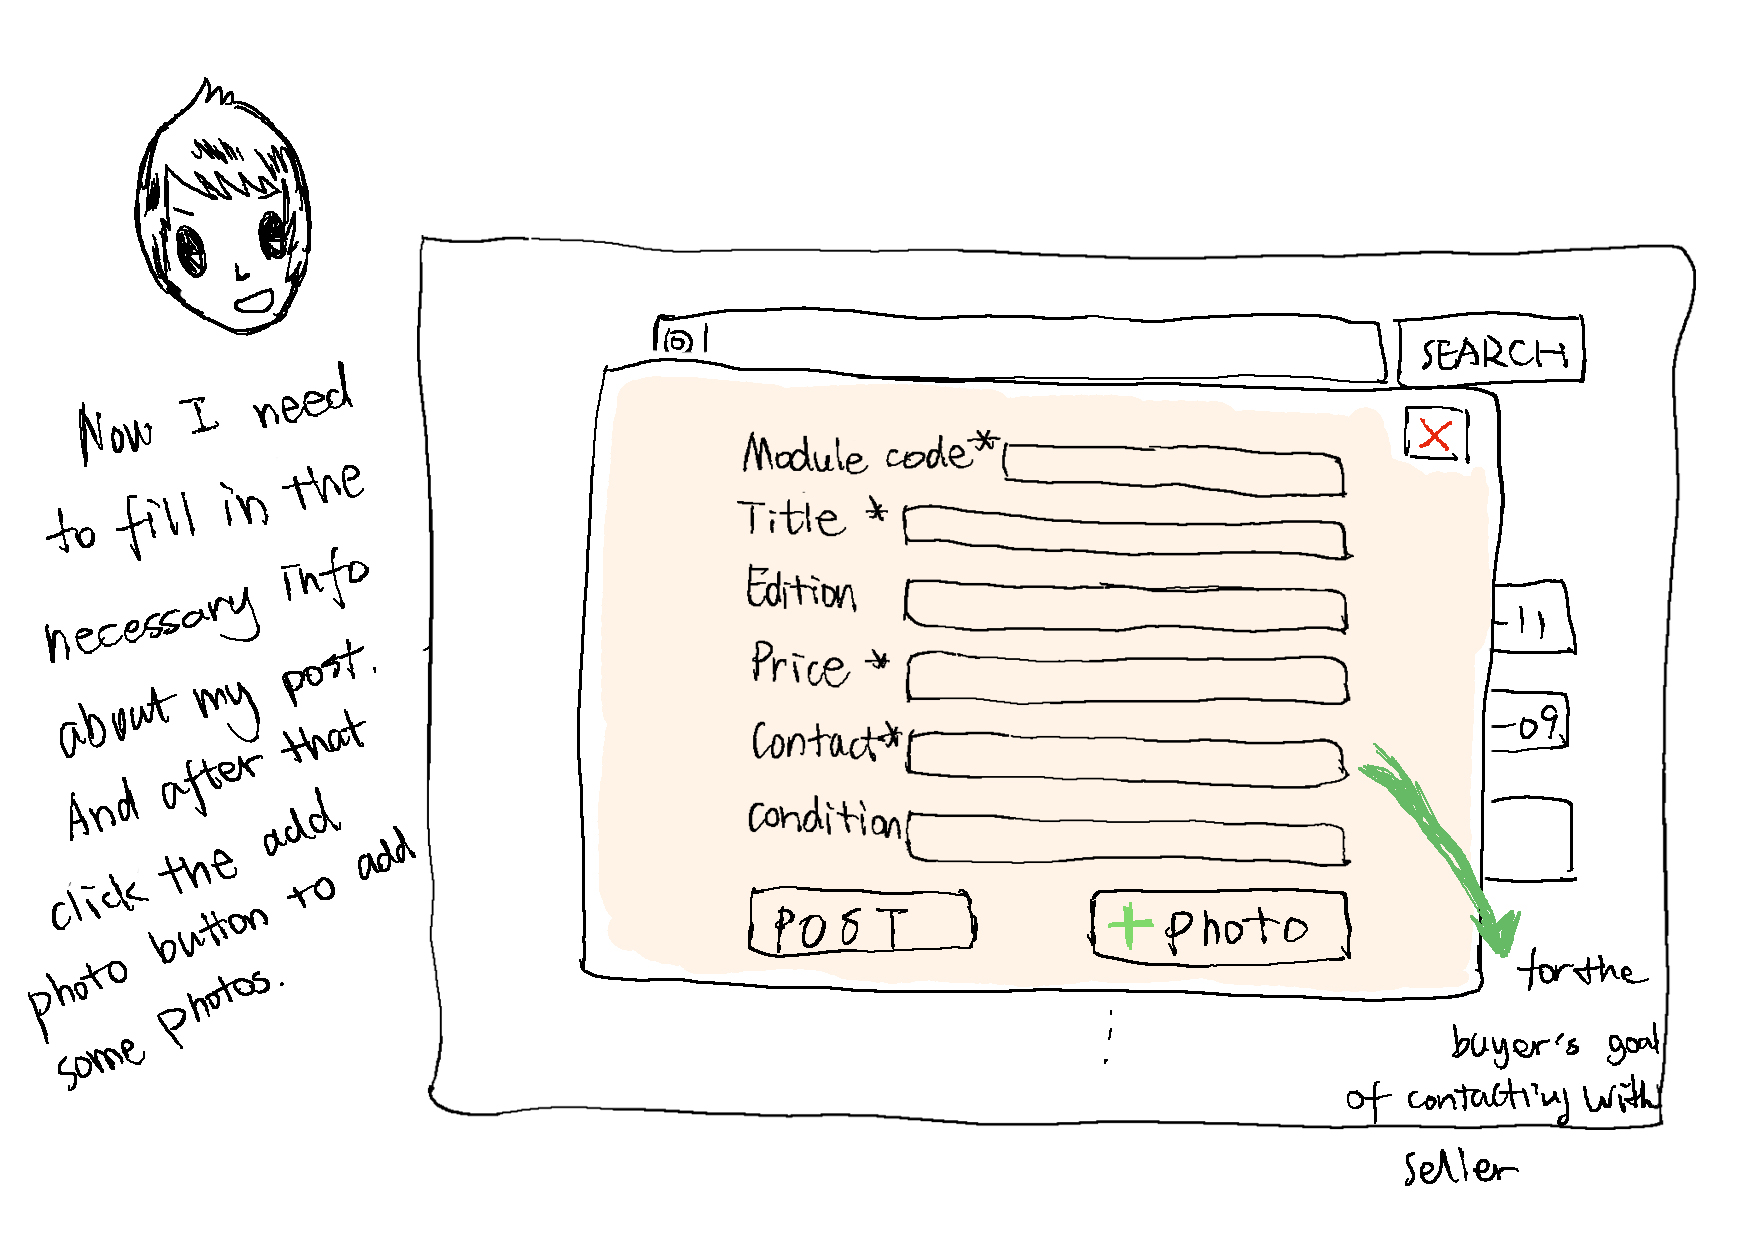 Now I need
to fill in the
necessary info
about my post.
And after that
click the add
photo button to add
some photos.
SEARCH
X
Module code*
Title *
Edition
Price *
Contact*
condition
POST
+ photo
-11
-09
for the
buyer's goal
of contacting with
seller